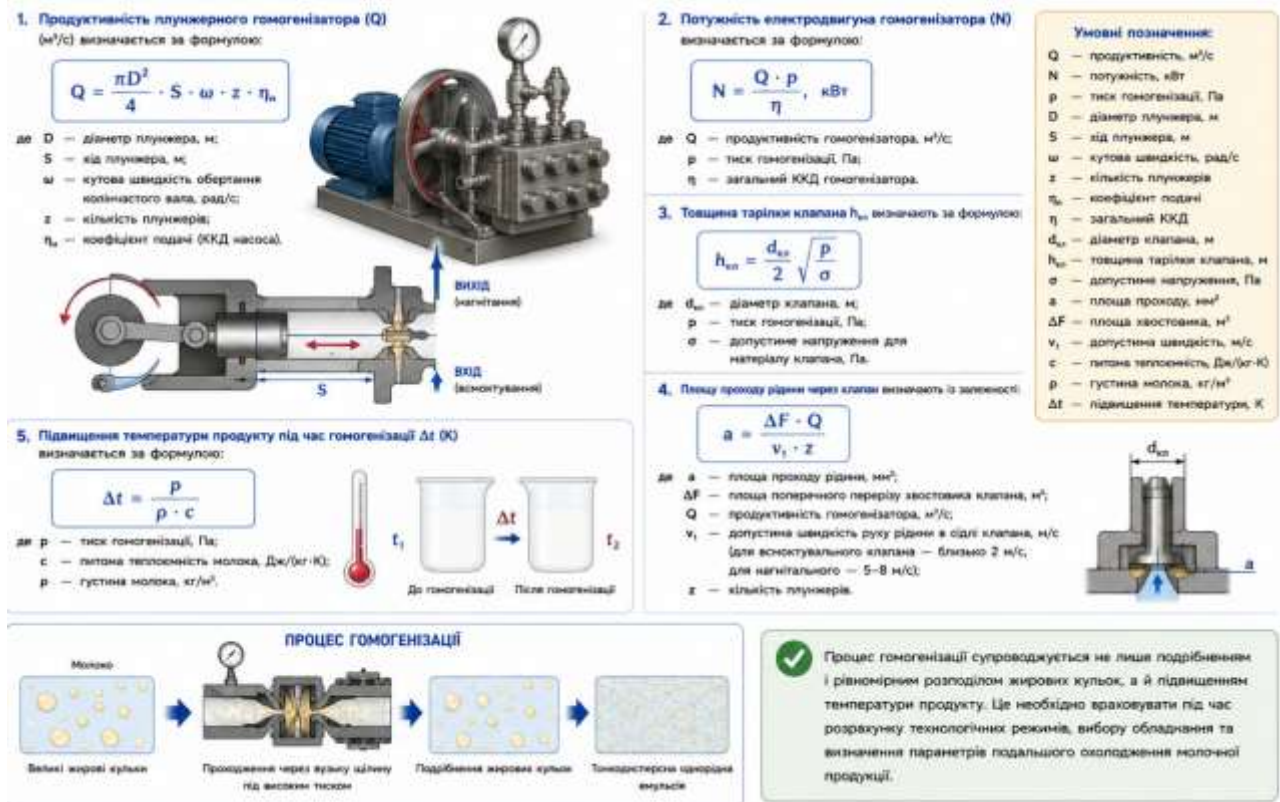 1. Продуктивність плунжерного гомогенізатора (Q)
(м³/с) визначається за формулою:
Q = πD²/4 · S · ω · z · ηн
де D — діаметр плунжера, м;
S — хід плунжера, м;
ω — кутова швидкість обертання
колінчастого вала, рад/с;
z — кількість плунжерів;
ηн — коефіцієнт подачі (ККД насоса).
ВИХІД
(нагнітання)
ВХІД
(всмоктування)
S
2. Потужність електродвигуна гомогенізатора (N)
визначається за формулою:
N = Q · p / η, кВт
де Q — продуктивність гомогенізатора, м³/с;
p — тиск гомогенізації, Па;
η — загальний ККД гомогенізатора.
3. Товщина тарілки клапана hкл визначають за формулою:
hкл = dкл/2 √(p/σ)
де dкл — діаметр клапана, м;
p — тиск гомогенізації, Па;
σ — допустиме напруження для
матеріалу клапана, Па.
4. Площу проходу рідини через клапан визначають із залежності:
a = ΔF · Q / v₁ · z
де a — площа проходу рідини, мм²;
ΔF — площа поперечного перерізу хвостовика клапана, м²;
Q — продуктивність гомогенізатора, м³/с;
v₁ — допустима швидкість руху рідини в сідлі клапана, м/с
(для всмоктувального клапана — близько 2 м/с,
для нагнітального — 5–8 м/с);
z — кількість плунжерів.
Умовні позначення:
Q — продуктивність, м³/с
N — потужність, кВт
p — тиск гомогенізації, Па
D — діаметр плунжера, м
S — хід плунжера, м
ω — кутова швидкість, рад/с
z — кількість плунжерів
ηн — коефіцієнт подачі
η — загальний ККД
dкл — діаметр клапана, м
hкл — товщина тарілки клапана, м
σ — допустиме напруження, Па
a — площа проходу, мм²
ΔF — площа хвостовика, м²
v₁ — допустима швидкість, м/с
c — питома теплоємність, Дж/(кг·К)
ρ — густина молока, кг/м³
Δt — підвищення температури, К
dкл
a
5. Підвищення температури продукту під час гомогенізації Δt (К)
визначається за формулою:
Δt = p / ρ · c
де p — тиск гомогенізації, Па;
c — питома теплоємність молока, Дж/(кг·К);
ρ — густина молока, кг/м³.
t₁
Δt
t₂
До гомогенізації
Після гомогенізації
ПРОЦЕС ГОМОГЕНІЗАЦІЇ
Молоко
Великі жирові кульки
Проходження через вузьку щілину
під високим тиском
Подрібнення жирових кульок
Тонкодисперсна однорідна
емульсія
Процес гомогенізації супроводжується не лише подрібненням
і рівномірним розподілом жирових кульок, а й підвищенням
температури продукту. Це необхідно враховувати під час
розрахунку технологічних режимів, вибору обладнання та
визначення параметрів подальшого охолодження молочної
продукції.